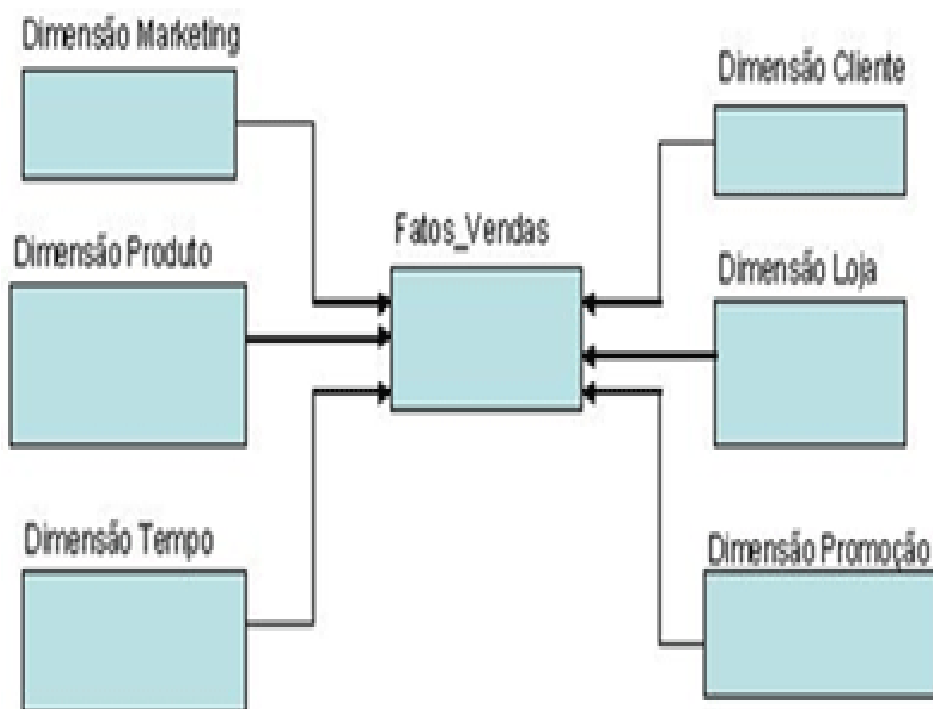 Dimensão Marketing
Dimensão Cliente
Fatos_Vendas
Dimensão Produto
Dimensão Loja
Dimensão Tempo
Dimensão Promoção